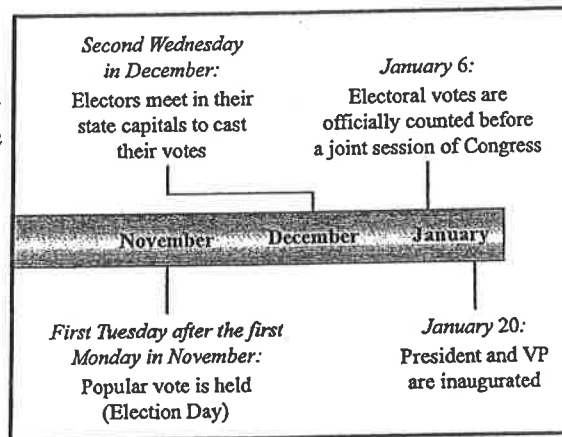 Second Wednesday
in December:
Electors meet in their
state capitals to cast
their votes
January 6:
Electoral votes are
officially counted before
a joint session of Congress
November
December
January
First Tuesday after the first
Monday in November:
Popular vote is held
(Election Day)
January 20:
President and VP
are inaugurated